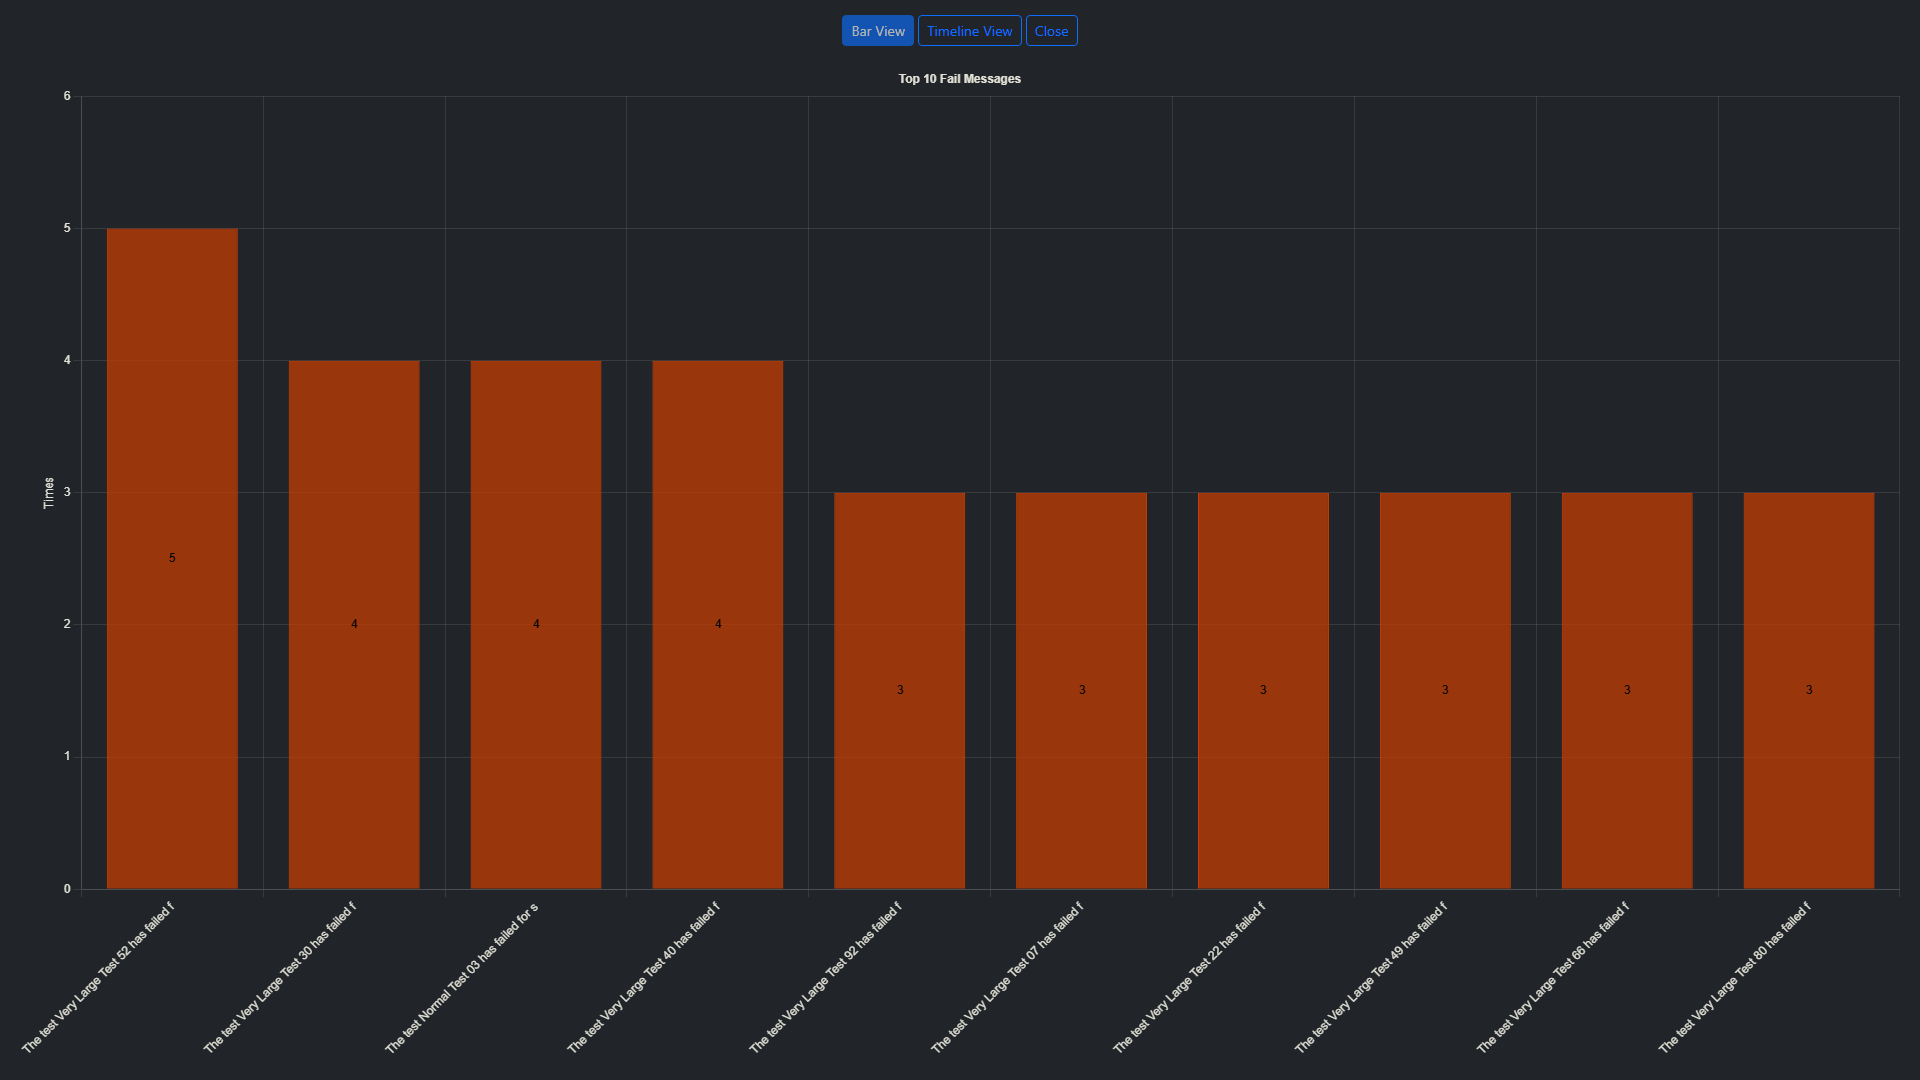 Bar View Timeline View Close
Top 10 Fail Messages
6
5
4
3
2
1
0
Times
5
4
4
4
3
3
3
3
3
3
The test Very Large Test 52 has failed f
The test Very Large Test 30 has failed f
The test Normal Test 03 has failed for s
The test Very Large Test 40 has failed f
The test Very Large Test 92 has failed f
The test Very Large Test 07 has failed f
The test Very Large Test 22 has failed f
The test Very Large Test 49 has failed f
The test Very Large Test 66 has failed f
The test Very Large Test 80 has failed f